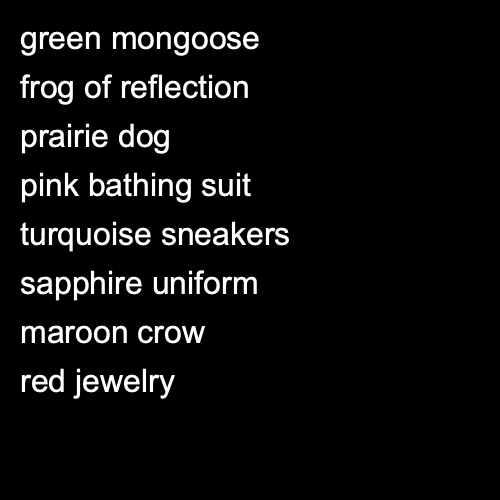 green mongoose
frog of reflection
prairie dog
pink bathing suit
turquoise sneakers
sapphire uniform
maroon crow
red jewelry